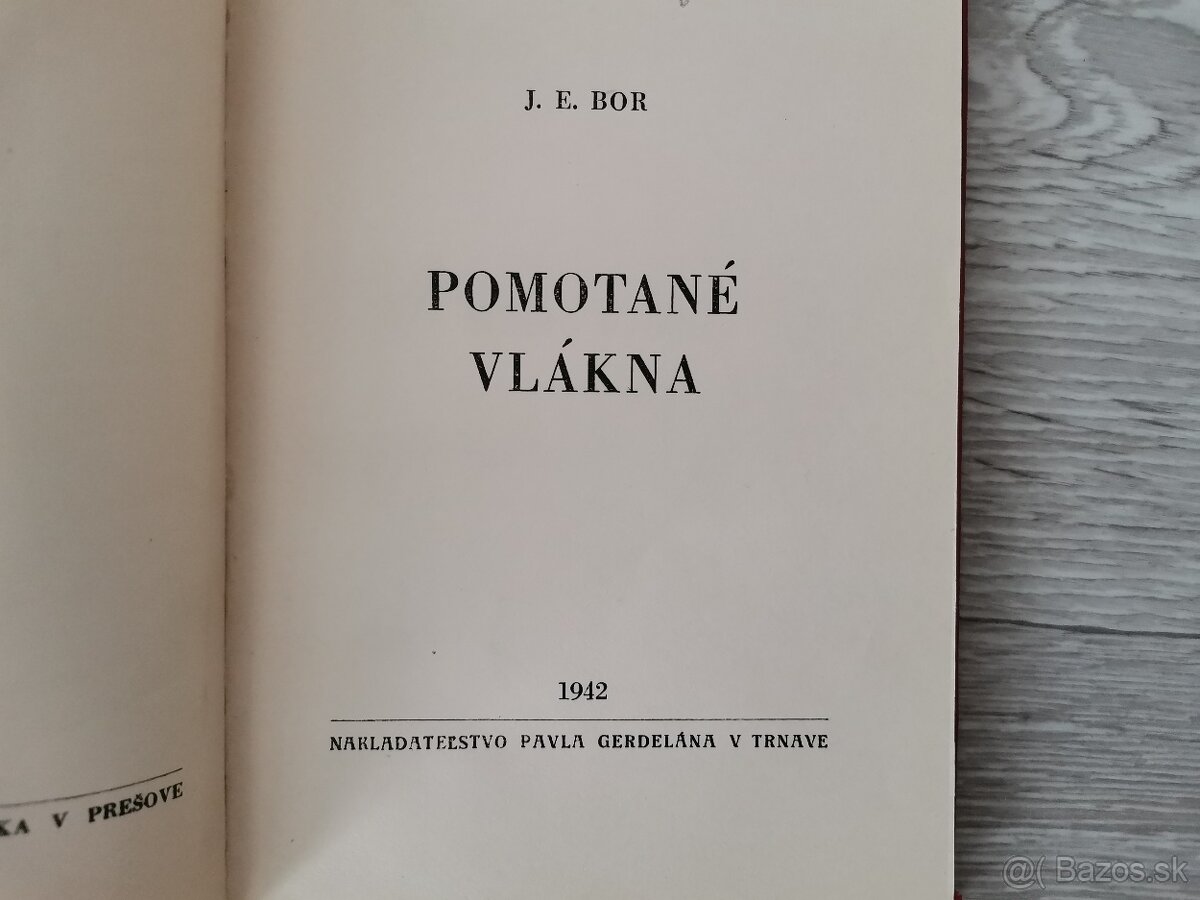 J. E. BOR
POMOTANÉ
VLÁKNA
1942
NAKLADATEĽSTVO PAVLA GERDELÁNA V TRNAVE
KA V PREŠOVE
@( Bazos.sk